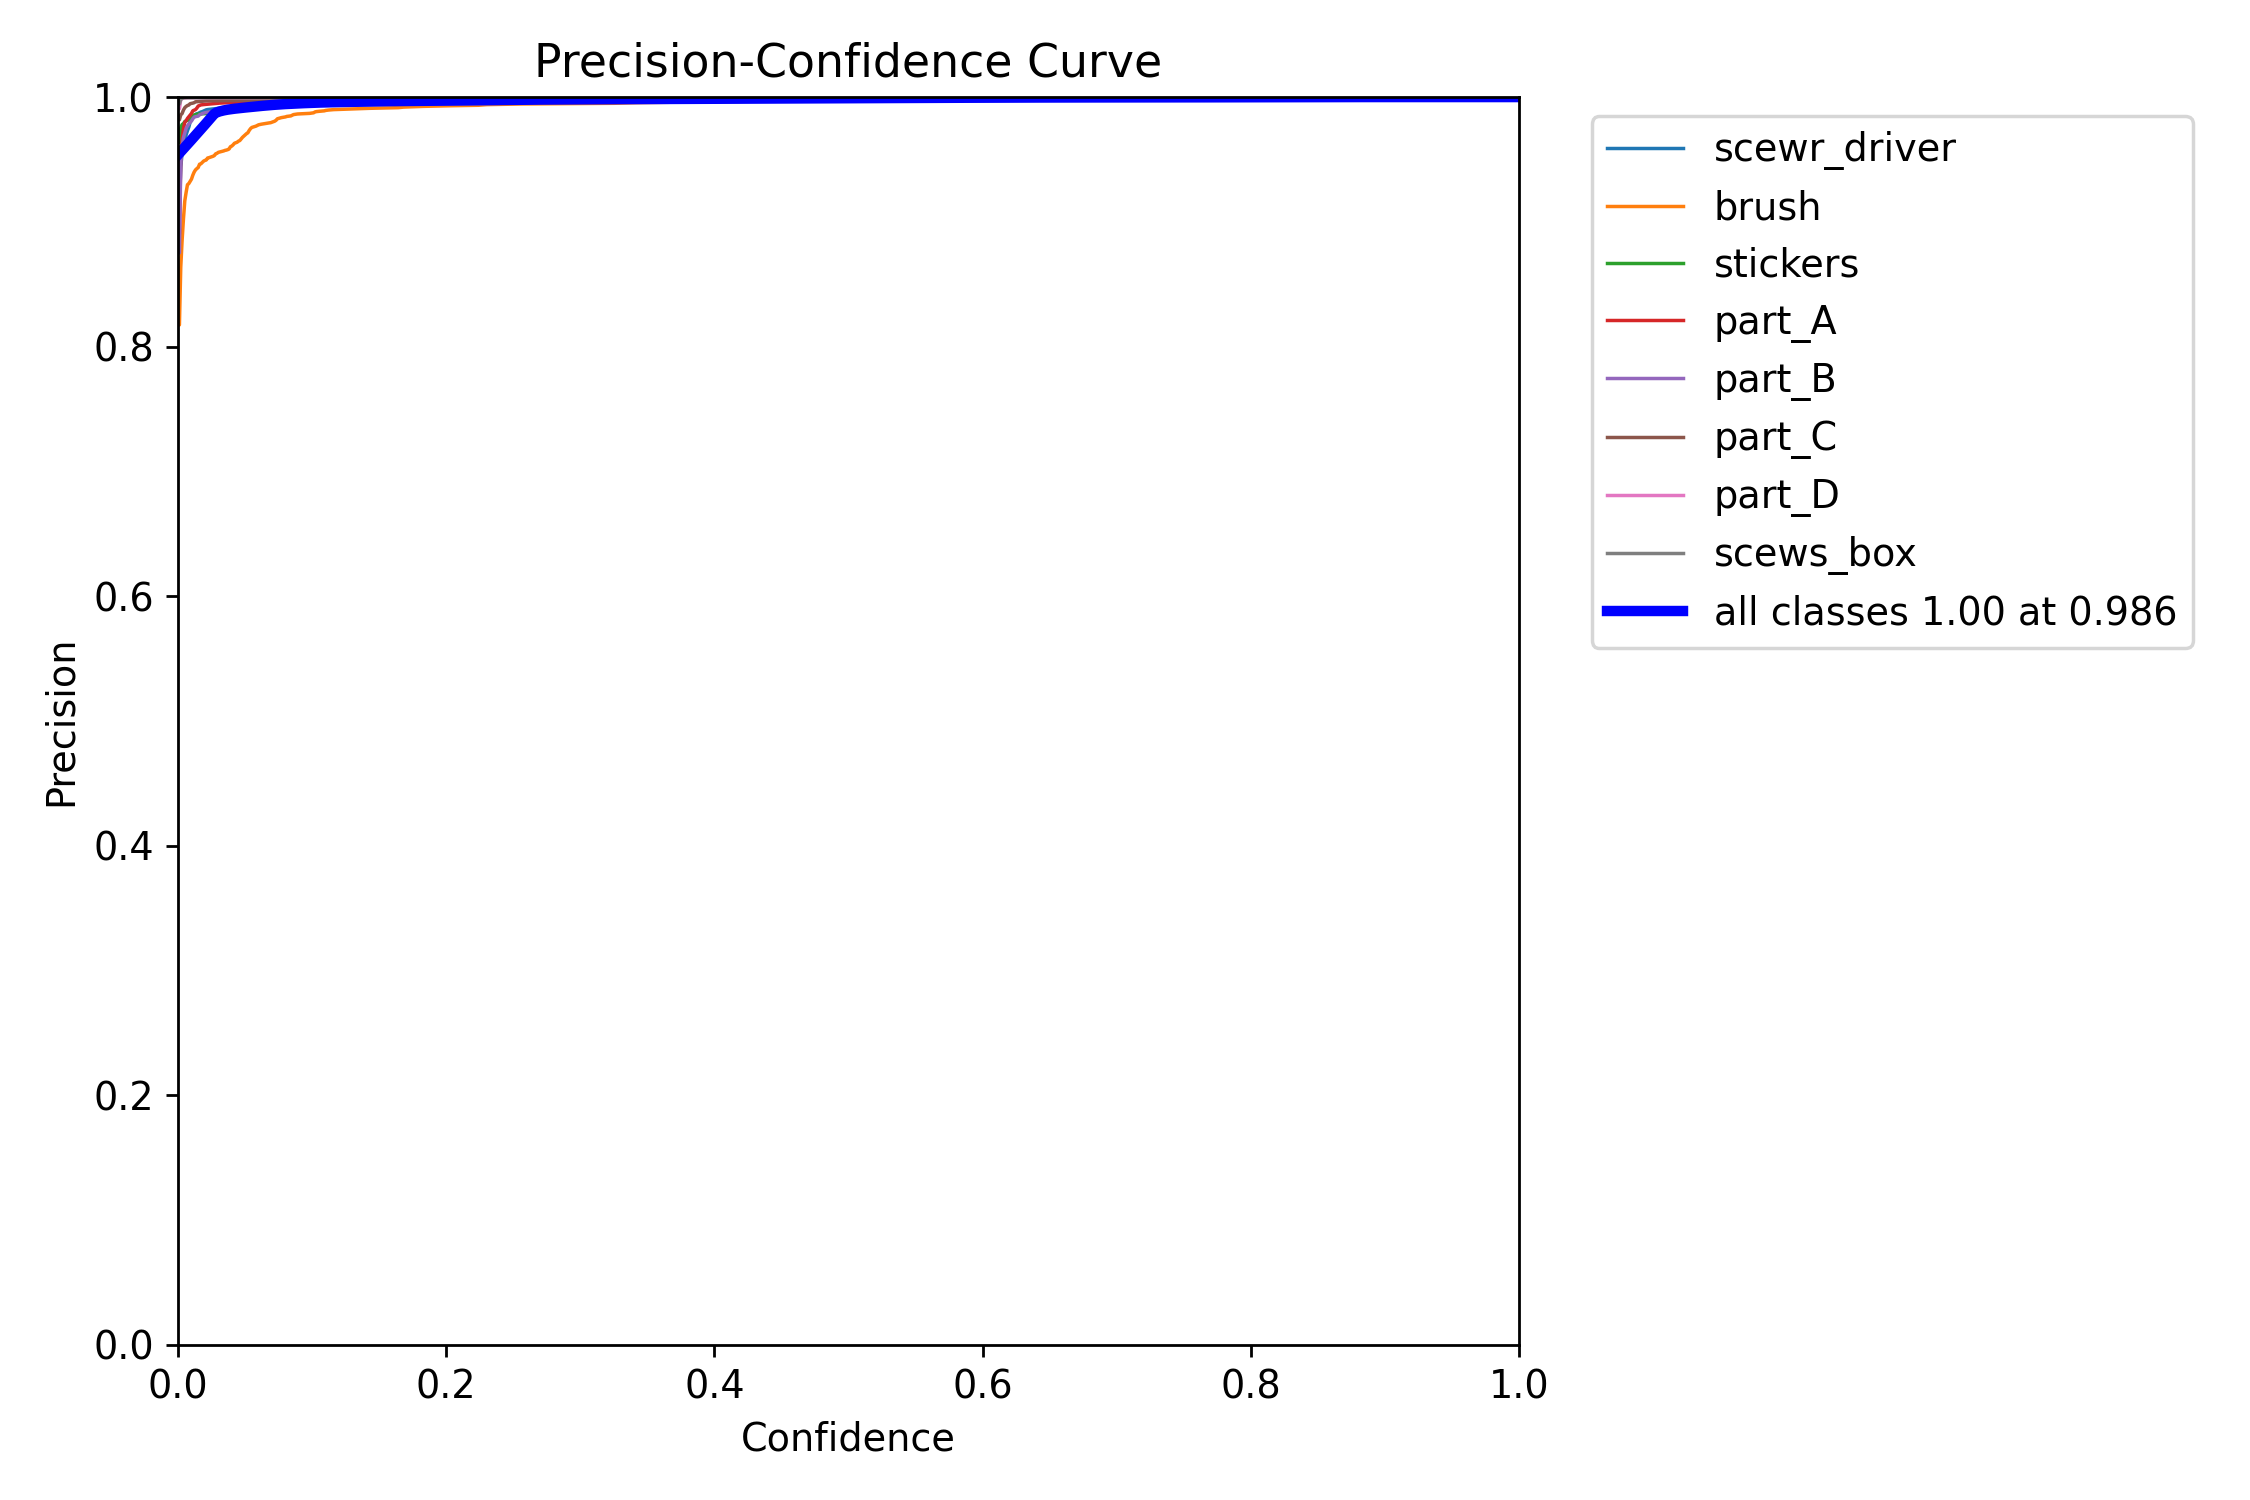 Precision-Confidence Curve
1.0
0.8
0.6
0.4
0.2
0.0
Precision
0.0 0.2 0.4 0.6 0.8 1.0
Confidence
scewr_driver
brush
stickers
part_A
part_B
part_C
part_D
scews_box
all classes 1.00 at 0.986